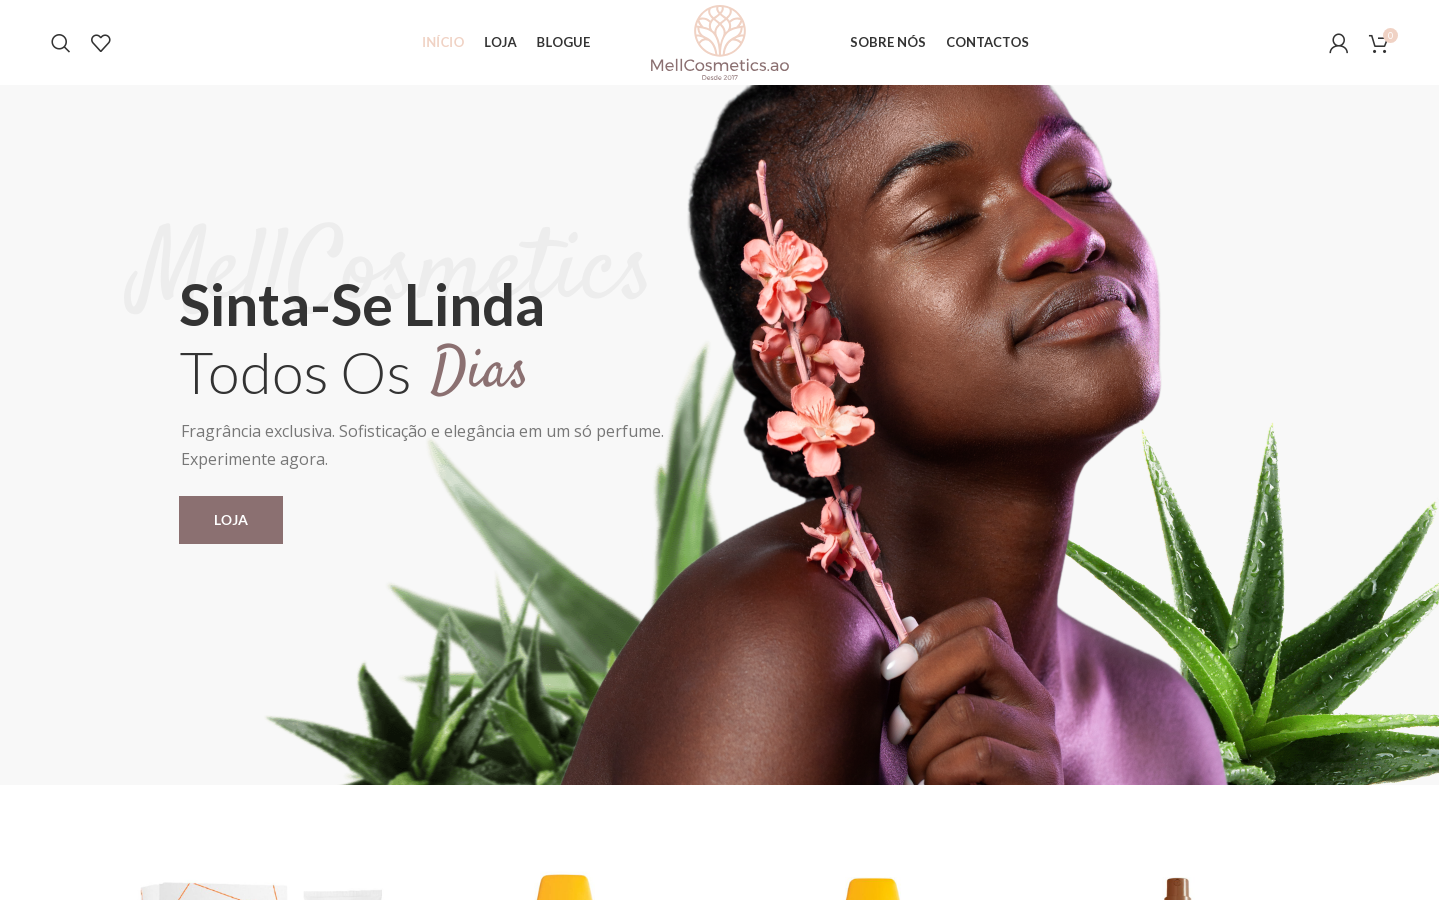 INÍCIO
LOJA
BLOGUE
MellCosmetics.ao
Desde 2017
SOBRE NÓS
CONTACTOS
0
MellCosmetics
Sinta-Se Linda
Todos Os Dias
Fragrância exclusiva. Sofisticação e elegância em um só perfume.
Experimente agora.
LOJA